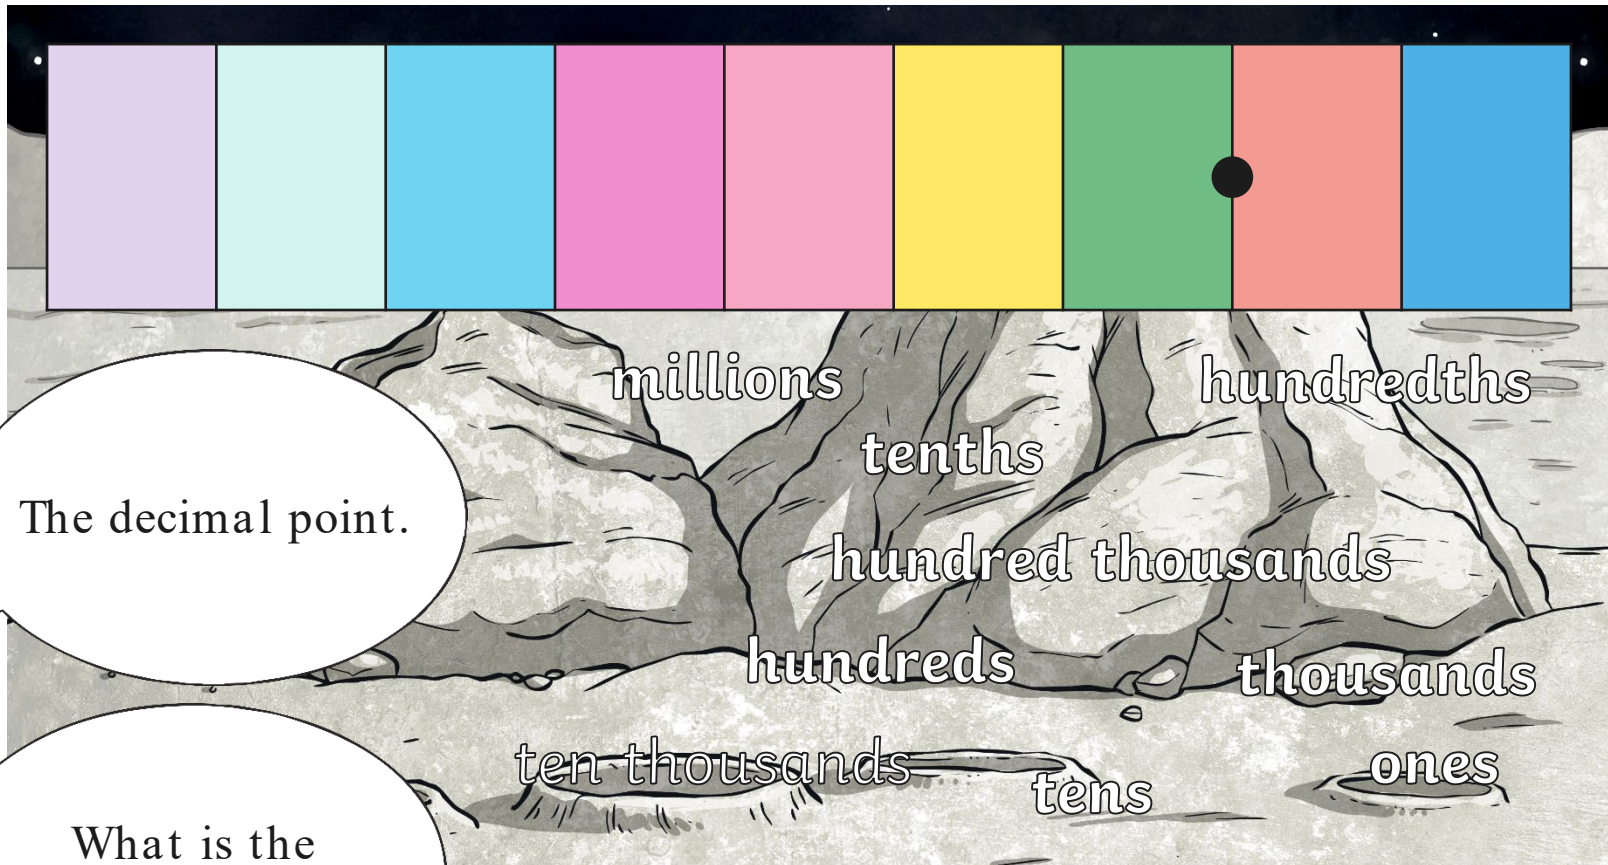 millions
hundredths
tenths
The decimal point.
hundred thousands
hundreds
thousands
ten thousands
ones
tens
What is the